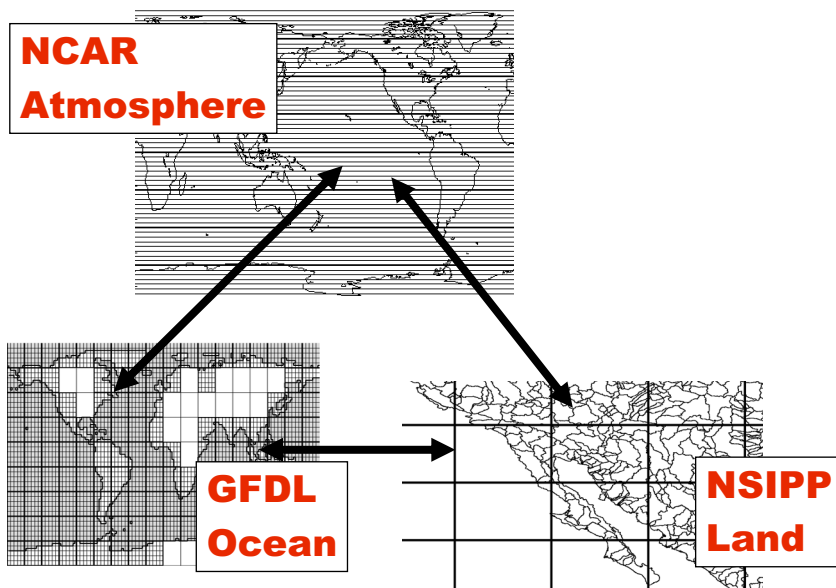 NCAR
Atmosphere
GFDL
Ocean
NSIPP
Land